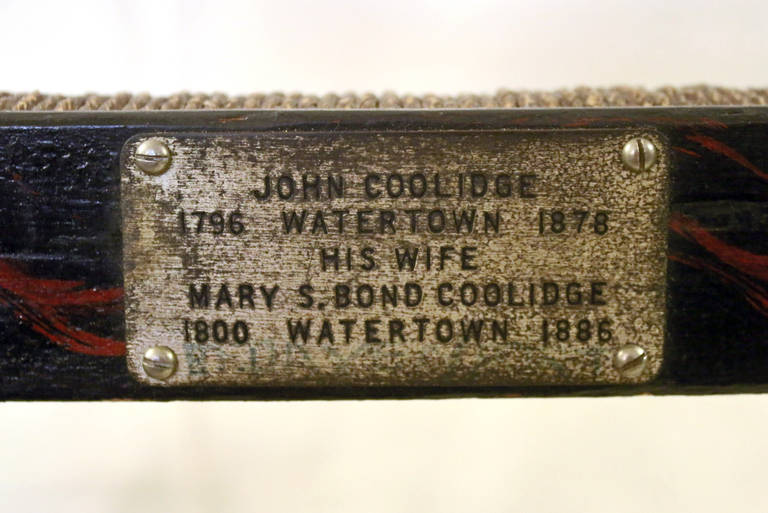 JOHN COOLIDGE
1796 WATERTOWN 1878
HIS WIFE
MARY S. BOND COOLIDGE
1800 WATERTOWN 1886